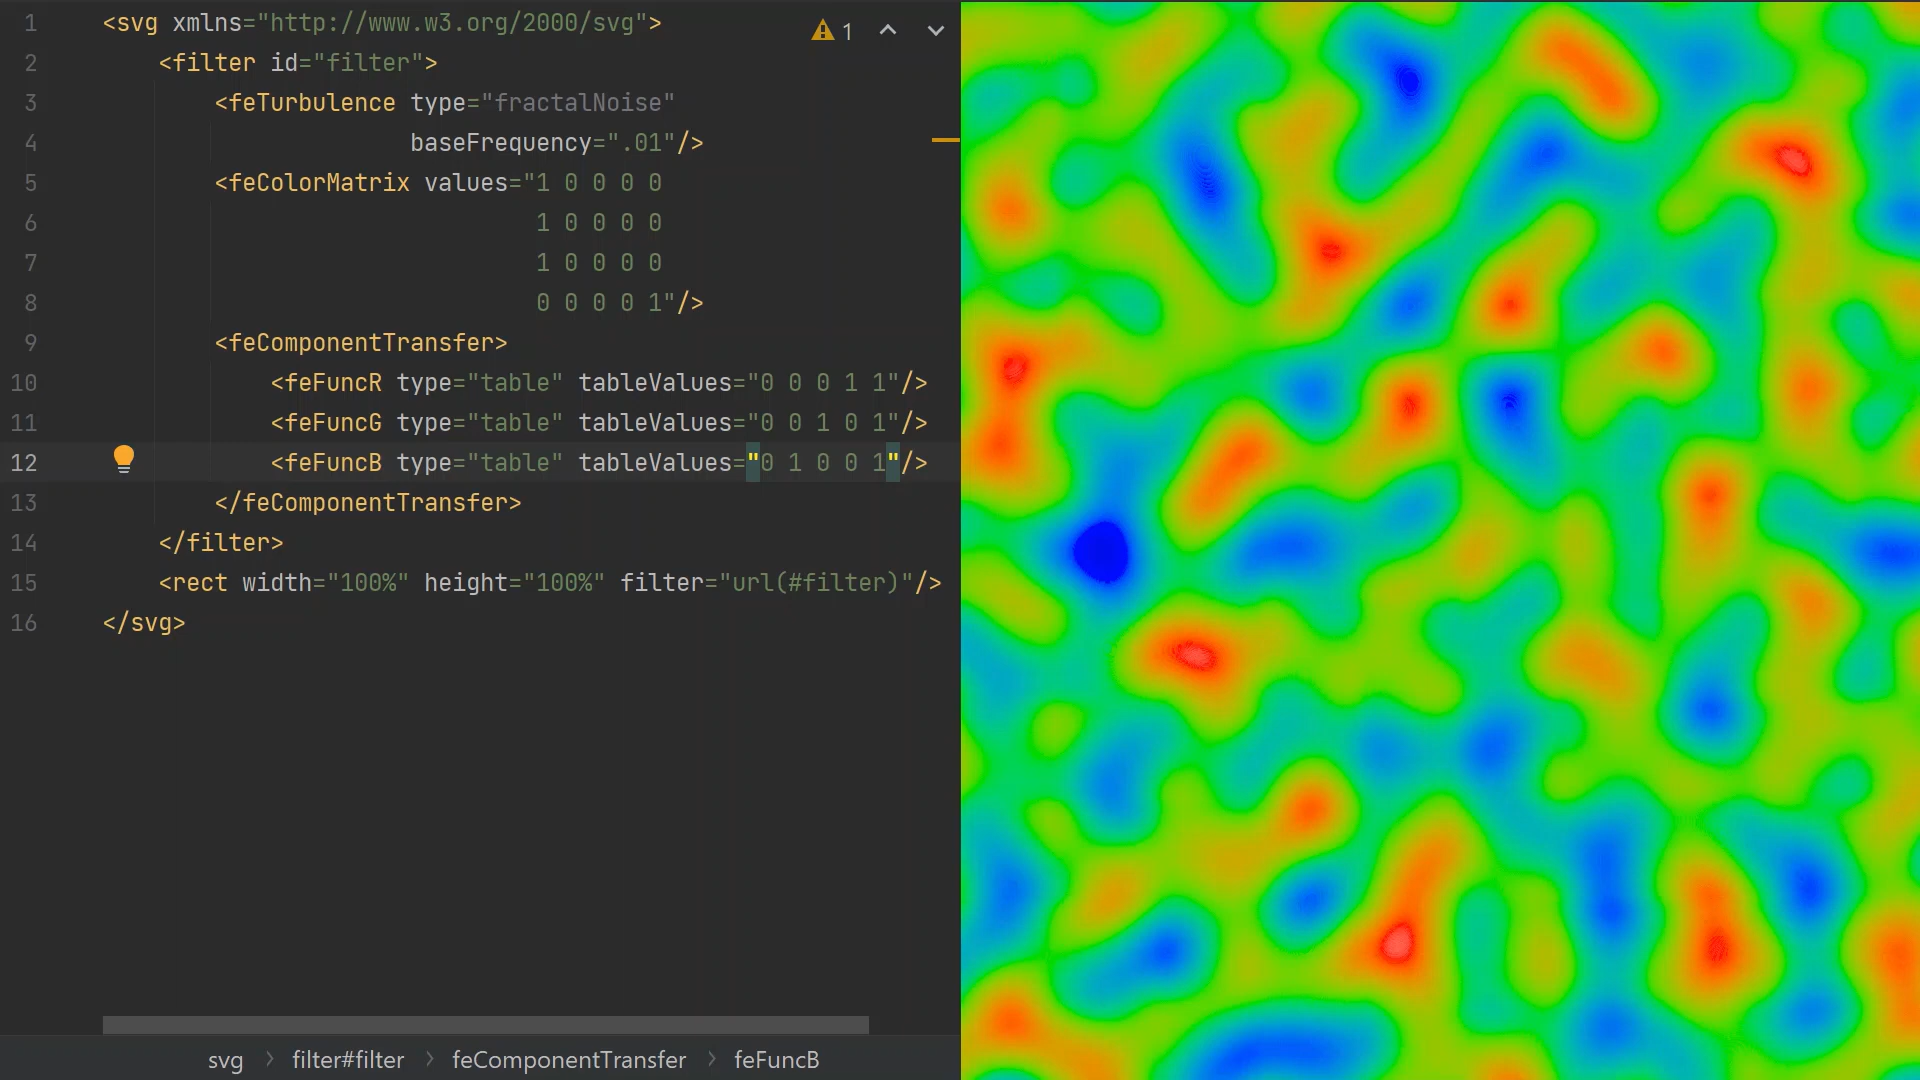 1 <svg xmlns="http://www.w3.org/2000/svg">
2 <filter id="filter">
3 <feTurbulence type="fractalNoise"
4 baseFrequency=".01"/>
5 <feColorMatrix values="1 0 0 0 0
6 1 0 0 0 0
7 1 0 0 0 0
8 0 0 0 0 1"/>
9 <feComponentTransfer>
10 <feFuncR type="table" tableValues="0 0 0 1 1"/>
11 <feFuncG type="table" tableValues="0 0 1 0 1"/>
12 <feFuncB type="table" tableValues="0 1 0 0 1"/>
13 </feComponentTransfer>
14 </filter>
15 <rect width="100%" height="100%" filter="url(#filter)"/>
16 </svg>
1
svg > filter#filter > feComponentTransfer > feFuncB